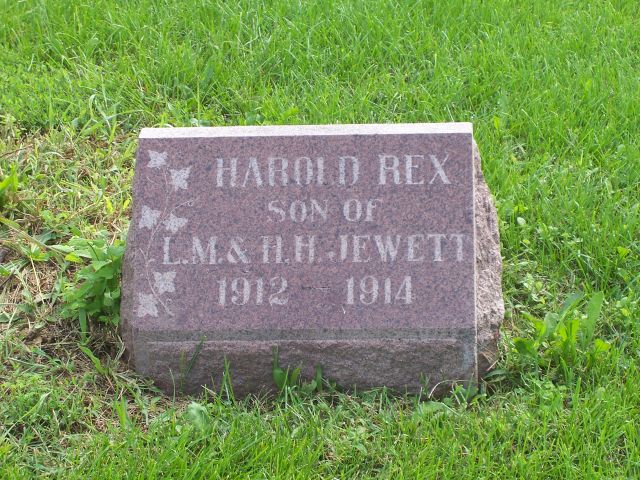 HAROLD REX
SON OF
L.M. & H.H. JEWETT
1912 - 1914